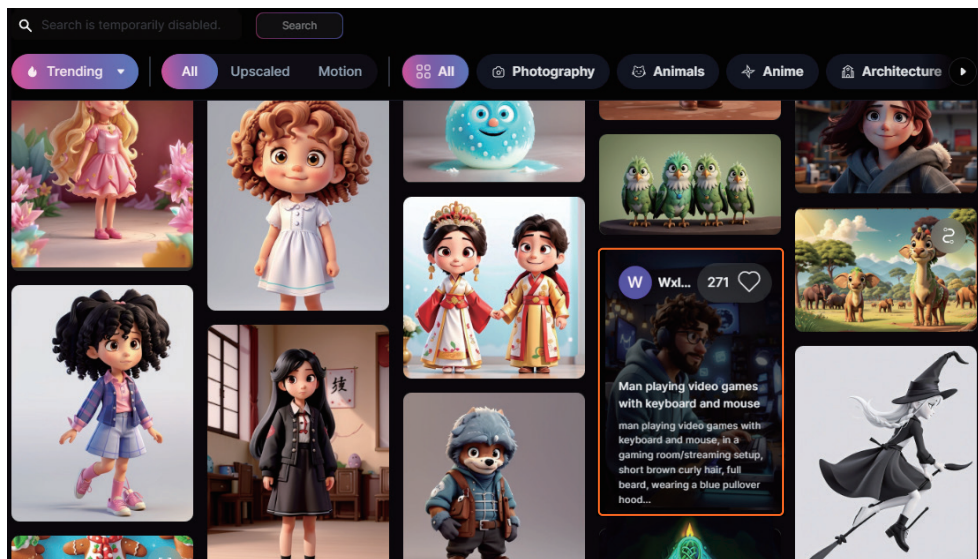 Search is temporarily disabled.
Search
Trending
All
Upscaled
Motion
All
Photography
Animals
Anime
Architecture
W
Wxl...
271
Man playing video games
with keyboard and mouse
man playing video games with
keyboard and mouse, in a
gaming room/streaming setup,
short brown curly hair, full
beard, wearing a blue pullover
hood...